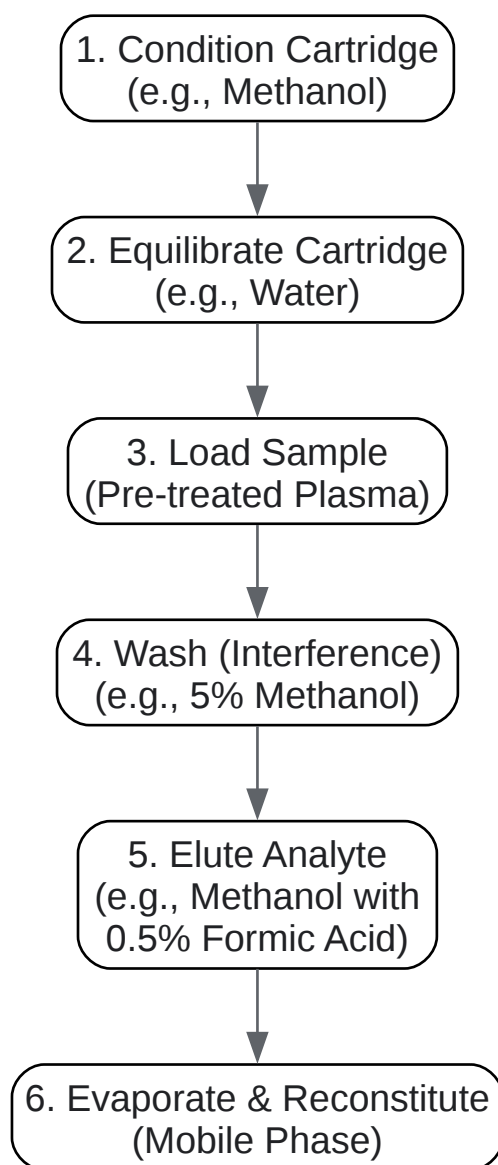 1. Condition Cartridge
(e.g., Methanol)
2. Equilibrate Cartridge
(e.g., Water)
3. Load Sample
(Pre-treated Plasma)
4. Wash (Interference)
(e.g., 5% Methanol)
5. Elute Analyte
(e.g., Methanol with
0.5% Formic Acid)
6. Evaporate & Reconstitute
(Mobile Phase)